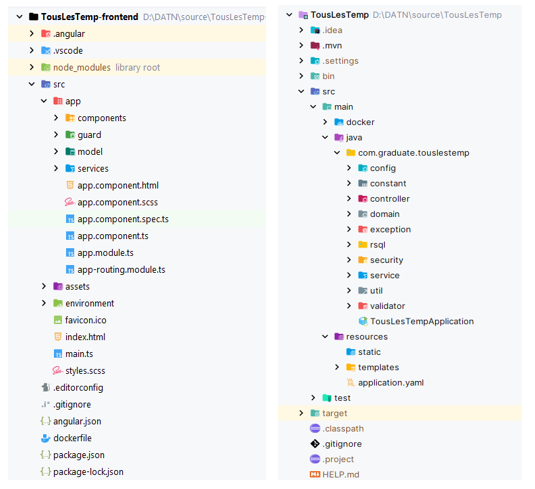 TousLesTemp-frontend D:\DATN\source\TousLesTemp-
.angular
.vscode
node_modules library root
src
app
components
guard
model
services
app.component.html
app.component.scss
app.component.spec.ts
app.component.ts
app.module.ts
app-routing.module.ts
assets
environment
favicon.ico
index.html
main.ts
styles.scss
.editorconfig
.gitignore
angular.json
dockerfile
package.json
package-lock.json
TousLesTemp D:\DATN\source\TousLesTemp
.idea
.mvn
.settings
bin
src
main
docker
java
com.graduate.touslestemp
config
constant
controller
domain
exception
rsql
security
service
util
validator
TousLesTempApplication
resources
static
templates
application.yaml
test
target
.classpath
.gitignore
.project
HELP.md